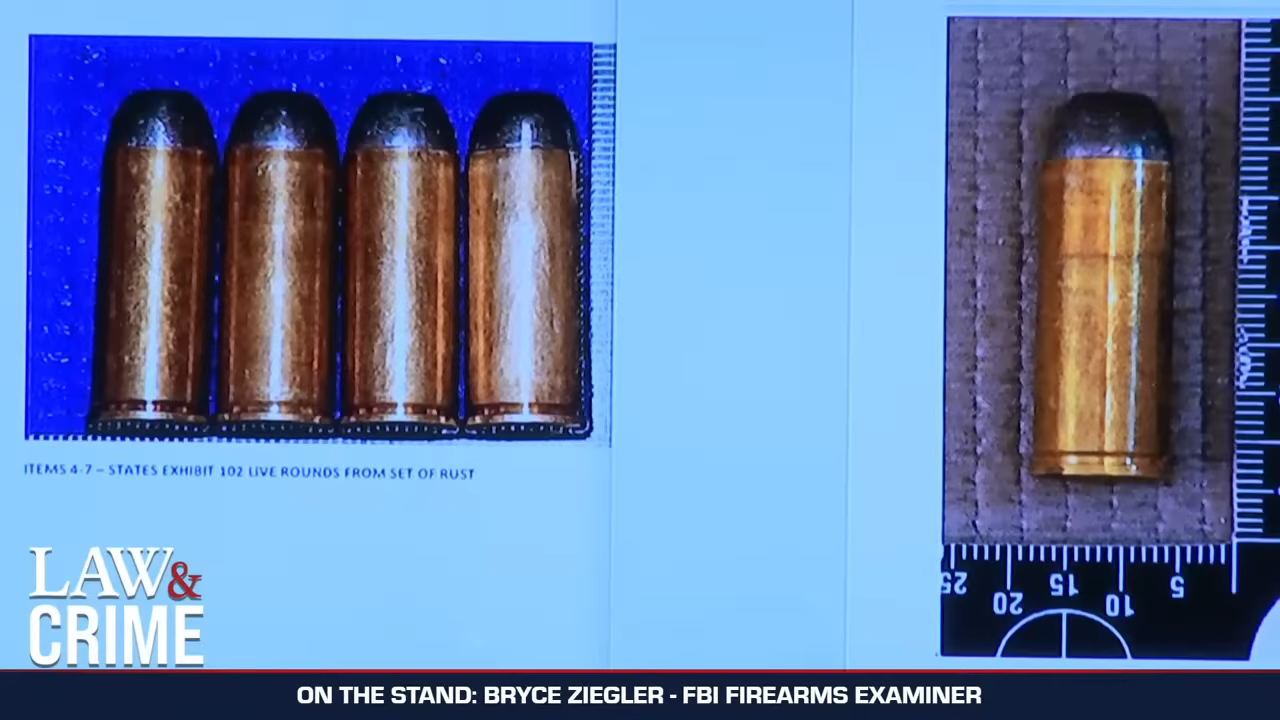 ITEMS 4-7 – STATES EXHIBIT 102 LIVE ROUNDS FROM SET OF RUST
25
20
15
10
5
LAW&
CRIME
ON THE STAND: BRYCE ZIEGLER - FBI FIREARMS EXAMINER